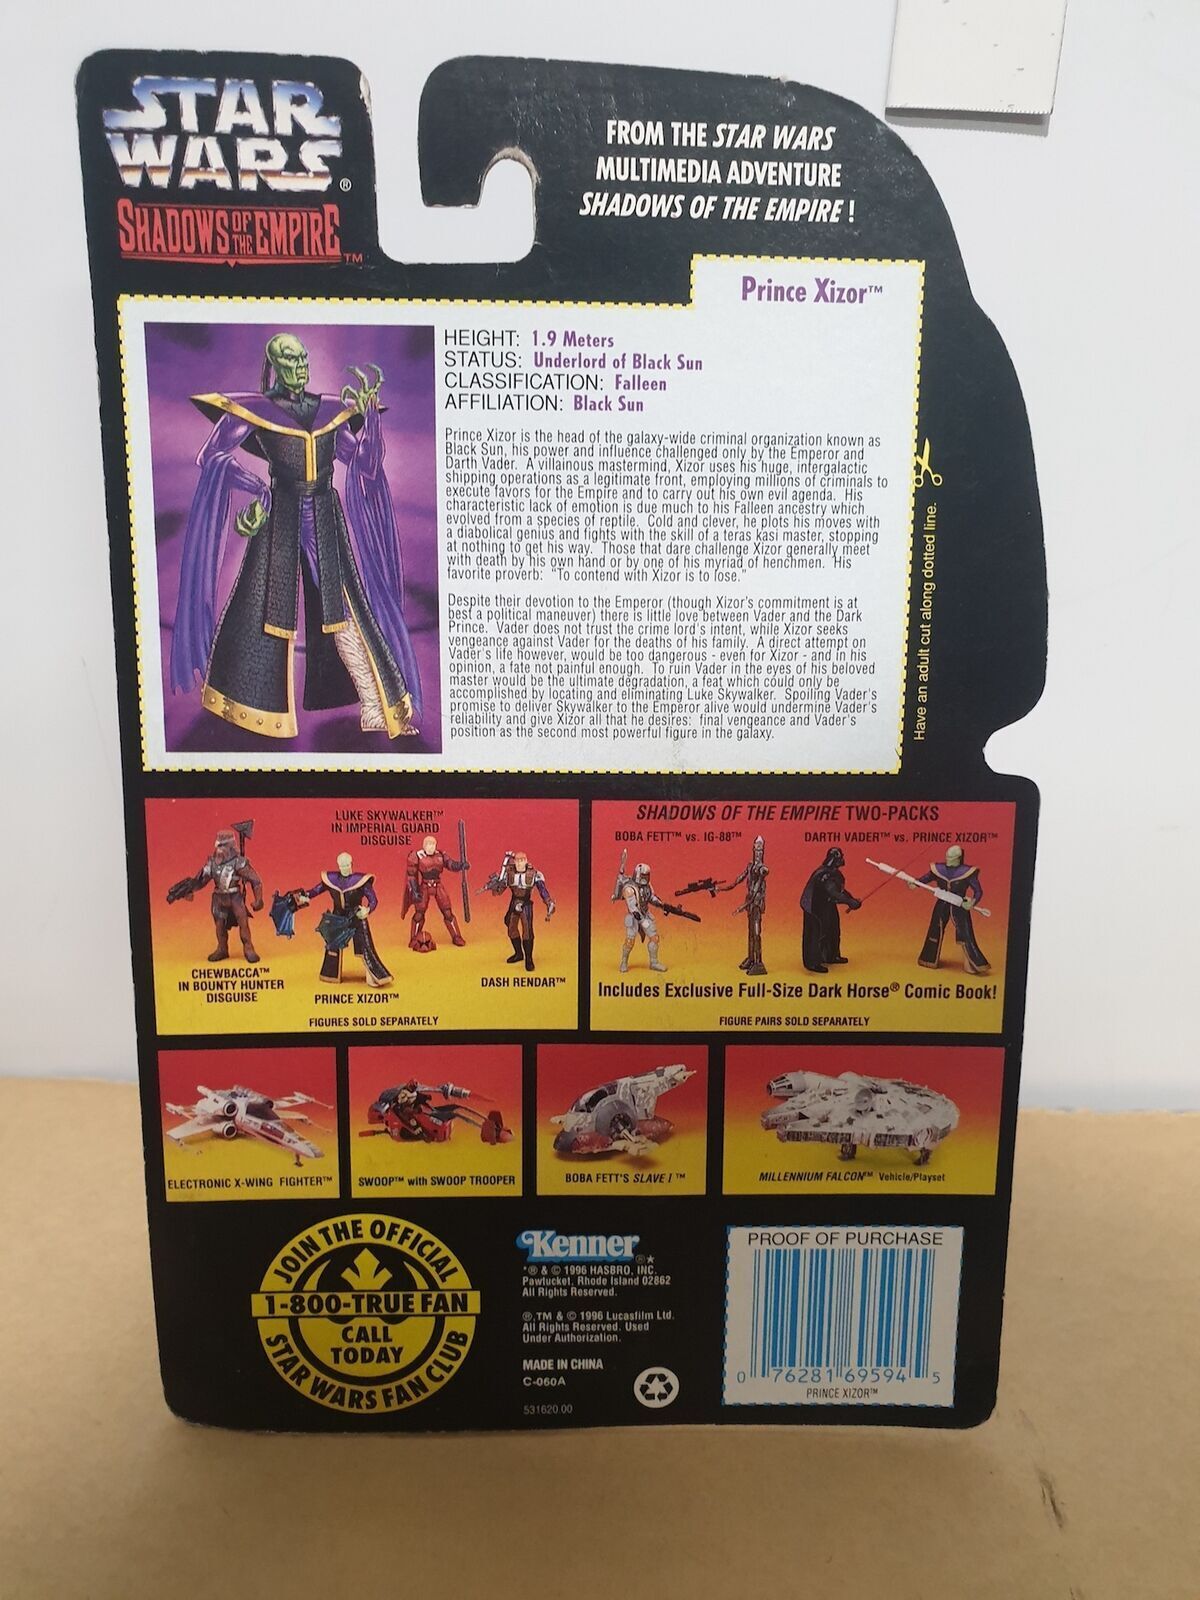 STAR
WARS®
SHADOWS OF THE EMPIRE™
FROM THE STAR WARS
MULTIMEDIA ADVENTURE
SHADOWS OF THE EMPIRE!
Prince Xizor™
HEIGHT: 1.9 Meters
STATUS: Underlord of Black Sun
CLASSIFICATION: Falleen
AFFILIATION: Black Sun
Prince Xizor is the head of the galaxy-wide criminal organization known as
Black Sun, his power and influence challenged only by the Emperor and
Darth Vader. A villainous mastermind, Xizor uses his huge, intergalactic
shipping operations as a legitimate front, employing millions of criminals to
execute favors for the Empire and to carry out his own evil agenda. His
characteristic lack of emotion is due much to his Falleen ancestry which
evolved from a species of reptile. Cold and clever, he plots his moves with
a diabolical genius and fights with the skill of a teras kasi master, stopping
at nothing to get his way. Those that dare challenge Xizor generally meet
with death by his own hand or by one of his myriad of henchmen. His
favorite proverb: "To contend with Xizor is to lose."
Despite their devotion to the Emperor (though Xizor's commitment is at
best a political maneuver) there is little love between Vader and the Dark
Prince. Vader does not trust the crime lord's intent, while Xizor seeks
vengeance against Vader for the deaths of his family. A direct attempt on
Vader's life however, would be too dangerous - even for Xizor - and in his
opinion, a fate not painful enough. To ruin Vader in the eyes of his beloved
master would be the ultimate degradation, a feat which could only be
accomplished by locating and eliminating Luke Skywalker. Spoiling Vader's
promise to deliver Skywalker to the Emperor alive would undermine Vader's
reliability and give Xizor all that he desires: final vengeance and Vader's
position as the second most powerful figure in the galaxy.
Have an adult cut along dotted line.
LUKE SKYWALKER™
IN IMPERIAL GUARD
DISGUISE
CHEWBACCA™
IN BOUNTY HUNTER
DISGUISE
PRINCE XIZOR™
DASH RENDAR™
FIGURES SOLD SEPARATELY
SHADOWS OF THE EMPIRE TWO-PACKS
BOBA FETT™ vs. IG-88™
DARTH VADER™ vs. PRINCE XIZOR™
Includes Exclusive Full-Size Dark Horse® Comic Book!
FIGURE PAIRS SOLD SEPARATELY
ELECTRONIC X-WING FIGHTER™
SWOOP™ with SWOOP TROOPER
BOBA FETT'S SLAVE I™
MILLENNIUM FALCON™ Vehicle/Playset
JOIN THE OFFICIAL
1-800-TRUE FAN
CALL
TODAY
STAR WARS FAN CLUB
Kenner®*
*® & © 1996 HASBRO, INC.
Pawtucket, Rhode Island 02862
All Rights Reserved.
®,TM & © 1996 Lucasfilm Ltd.
All Rights Reserved. Used
Under Authorization.
MADE IN CHINA
C-060A
531620.00
PROOF OF PURCHASE
0 76281 69594 5
PRINCE XIZOR™